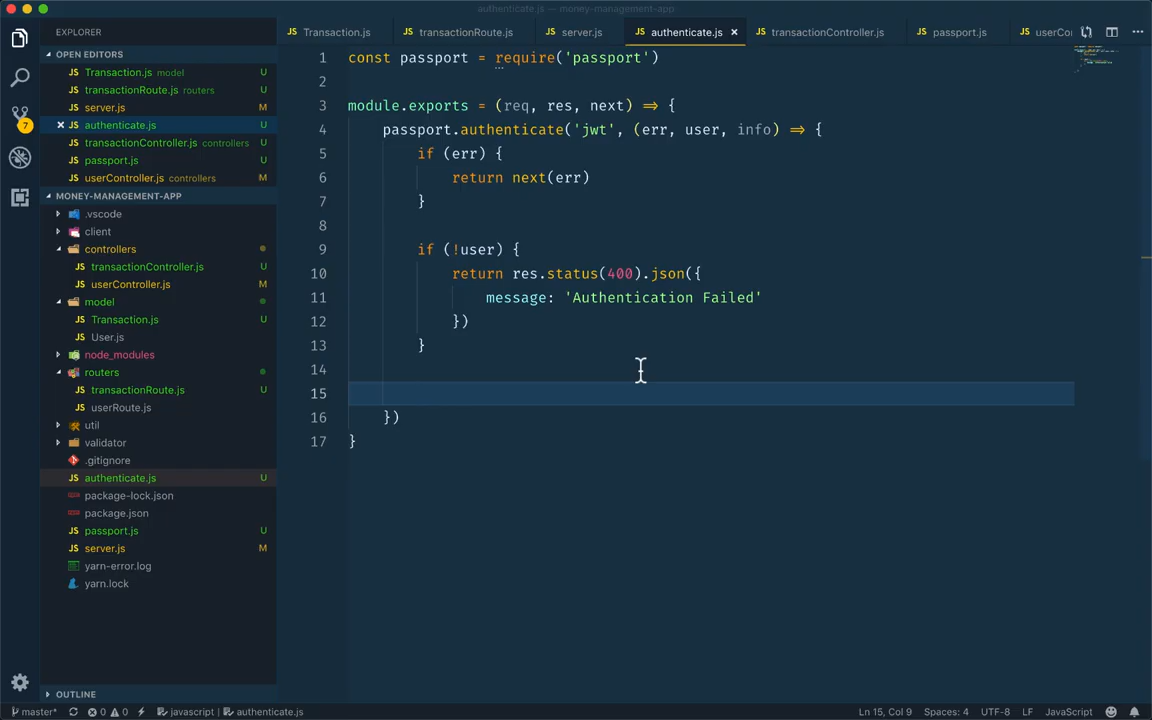 authenticate.js — money-management-app
EXPLORER
OPEN EDITORS
JS Transaction.js model U
JS transactionRoute.js routers U
JS server.js M
× JS authenticate.js U
JS transactionController.js controllers U
JS passport.js U
JS userController.js controllers M
MONEY-MANAGEMENT-APP
.vscode
client
controllers
JS transactionController.js U
JS userController.js M
model
JS Transaction.js U
JS User.js
node_modules
routers
JS transactionRoute.js U
JS userRoute.js
util
validator
.gitignore
JS authenticate.js U
package-lock.json
package.json
JS passport.js U
JS server.js M
yarn-error.log
yarn.lock
OUTLINE
7
JS Transaction.js JS transactionRoute.js JS server.js JS authenticate.js × JS transactionController.js JS passport.js JS userCo
1 const passport = require('passport')
2
3 module.exports = (req, res, next) => {
4 passport.authenticate('jwt', (err, user, info) => {
5 if (err) {
6 return next(err)
7 }
8
9 if (!user) {
10 return res.status(400).json({
11 message: 'Authentication Failed'
12 })
13 }
14
15
16 })
17 }
master* 0 0 javascript | authenticate.js Ln 15, Col 9 Spaces: 4 UTF-8 LF JavaScript